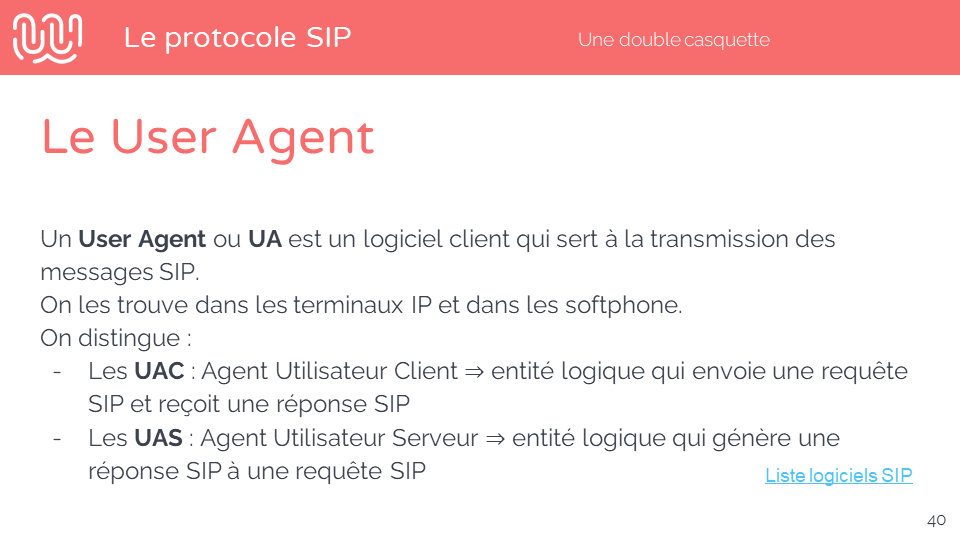 Le protocole SIP
Une double casquette
Le User Agent
Un User Agent ou UA est un logiciel client qui sert à la transmission des
messages SIP.
On les trouve dans les terminaux IP et dans les softphone.
On distingue :
- Les UAC : Agent Utilisateur Client ⇒ entité logique qui envoie une requête
SIP et reçoit une réponse SIP
- Les UAS : Agent Utilisateur Serveur ⇒ entité logique qui génère une
réponse SIP à une requête SIP
Liste logiciels SIP
40